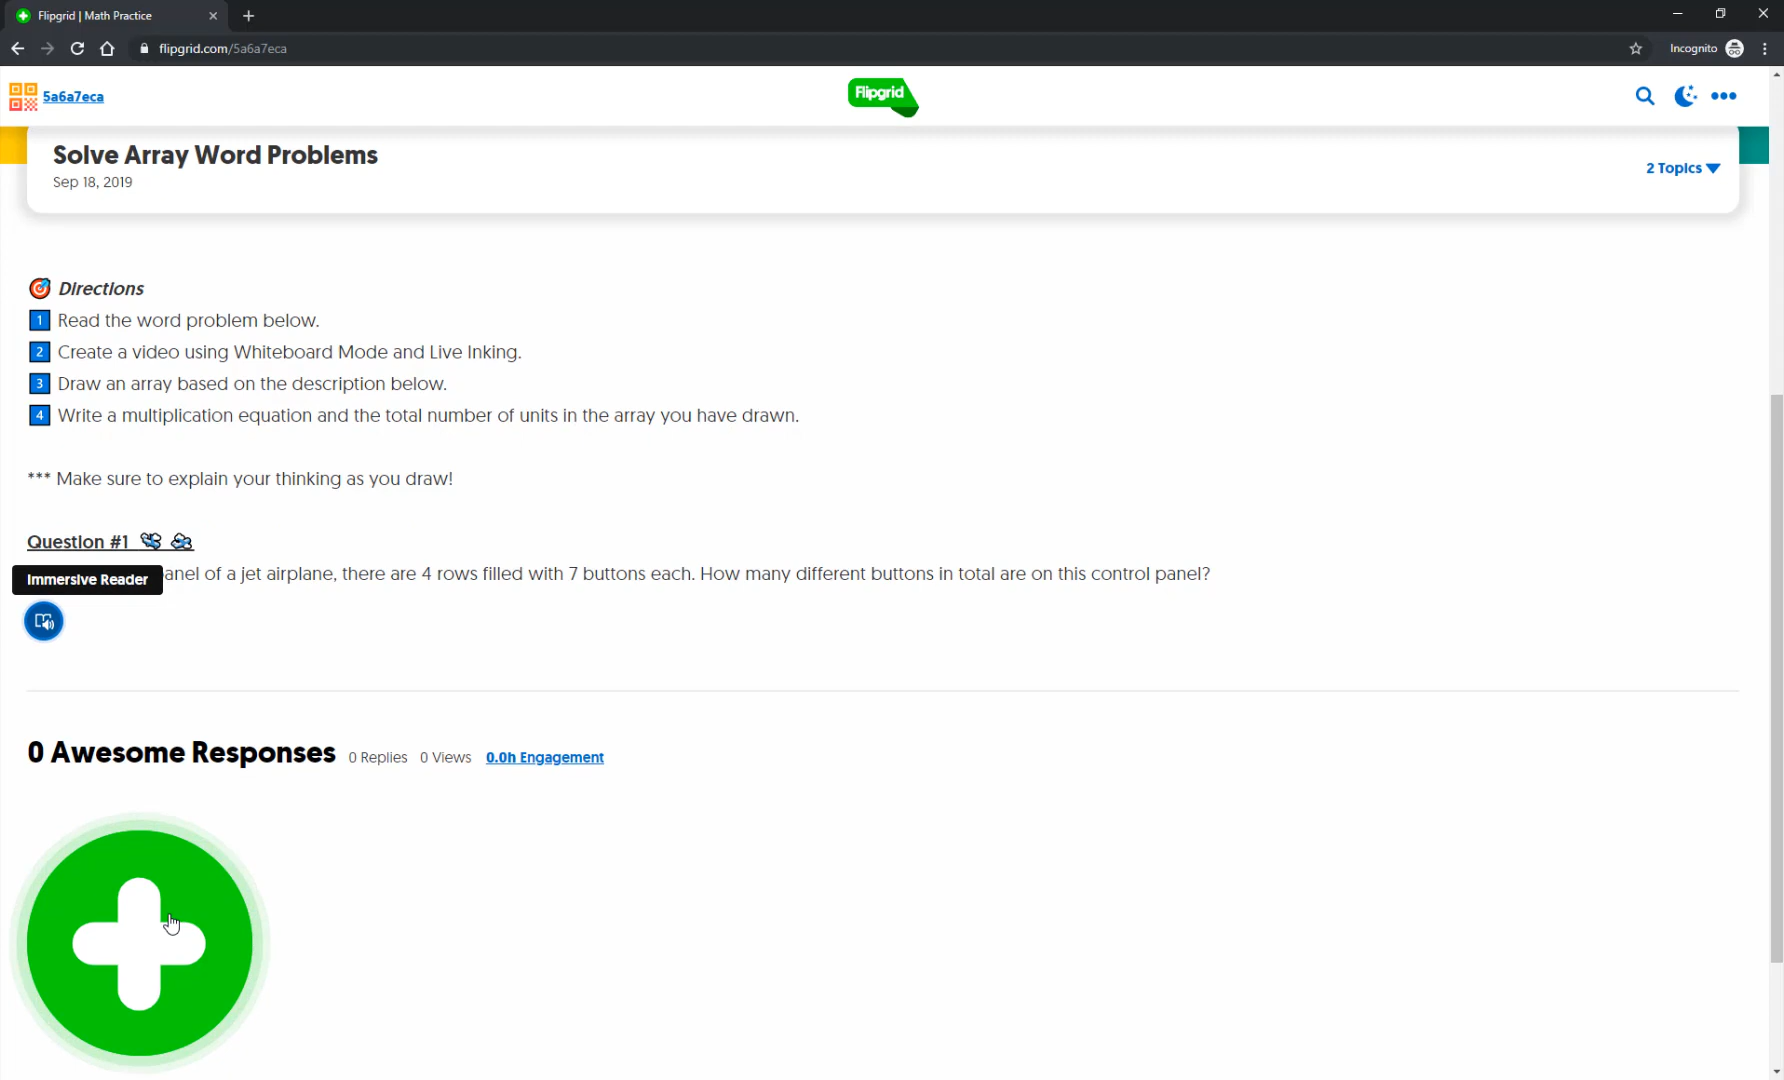 Flipgrid | Math Practice
flipgrid.com/5a6a7eca
Incognito
5a6a7eca
Flipgrid
Solve Array Word Problems
Sep 18, 2019
2 Topics
Directions
1 Read the word problem below.
2 Create a video using Whiteboard Mode and Live Inking.
3 Draw an array based on the description below.
4 Write a multiplication equation and the total number of units in the array you have drawn.
*** Make sure to explain your thinking as you draw!
Question #1
Immersive Reader anel of a jet airplane, there are 4 rows filled with 7 buttons each. How many different buttons in total are on this control panel?
0 Awesome Responses 0 Replies 0 Views 0.0h Engagement